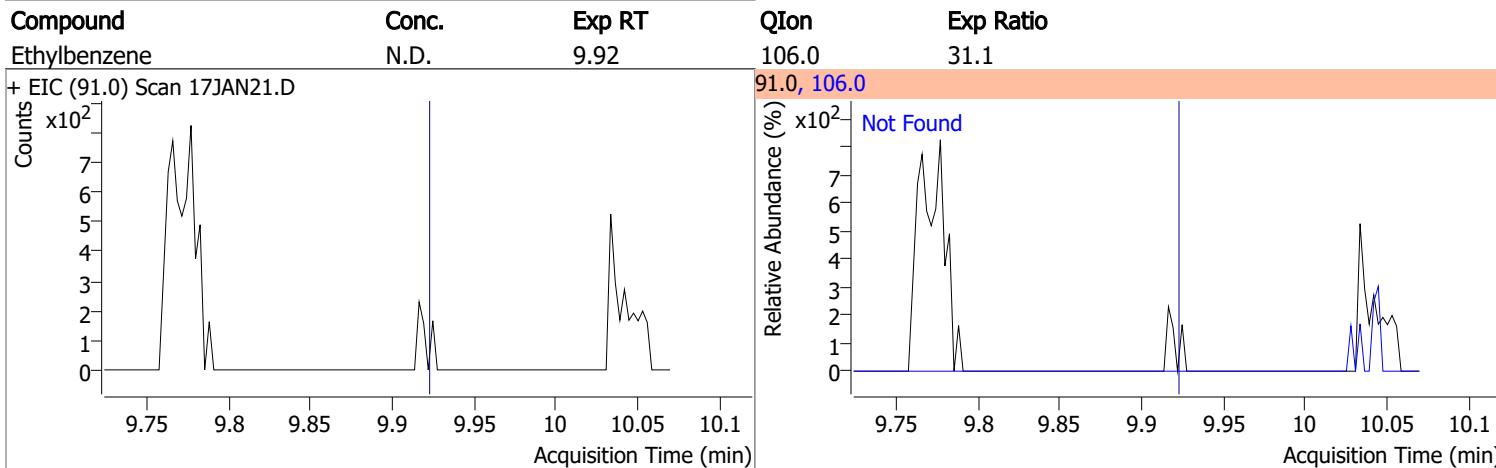 Compound Conc. Exp RT QIon Exp Ratio
Ethylbenzene N.D. 9.92 106.0 31.1
+ EIC (91.0) Scan 17JAN21.D
Counts
x10²
7
6
5
4
3
2
1
0
9.75 9.8 9.85 9.9 9.95 10 10.05 10.1
Acquisition Time (min)
91.0, 106.0
Relative Abundance (%)
x10²
Not Found
7
6
5
4
3
2
1
0
9.75 9.8 9.85 9.9 9.95 10 10.05 10.1
Acquisition Time (min)